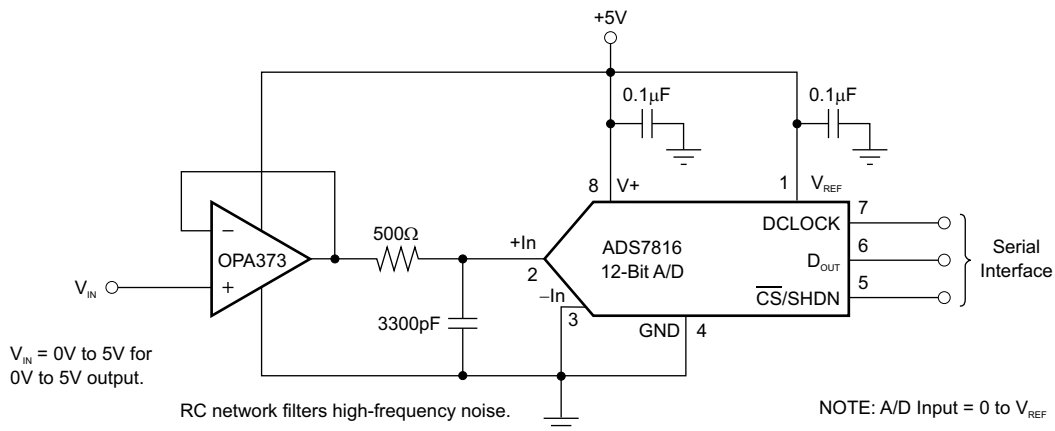 +5V
0.1μF
0.1μF
8
V+
1
V_REF
7
DCLOCK
500Ω
+In
ADS7816
6
Serial
OPA373
2
12-Bit A/D
D_OUT
Interface
–
+
V_IN
–In
5
3
C̅S̅/SHDN
3300pF
GND
4
V_IN = 0V to 5V for
0V to 5V output.
RC network filters high-frequency noise.
NOTE: A/D Input = 0 to V_REF